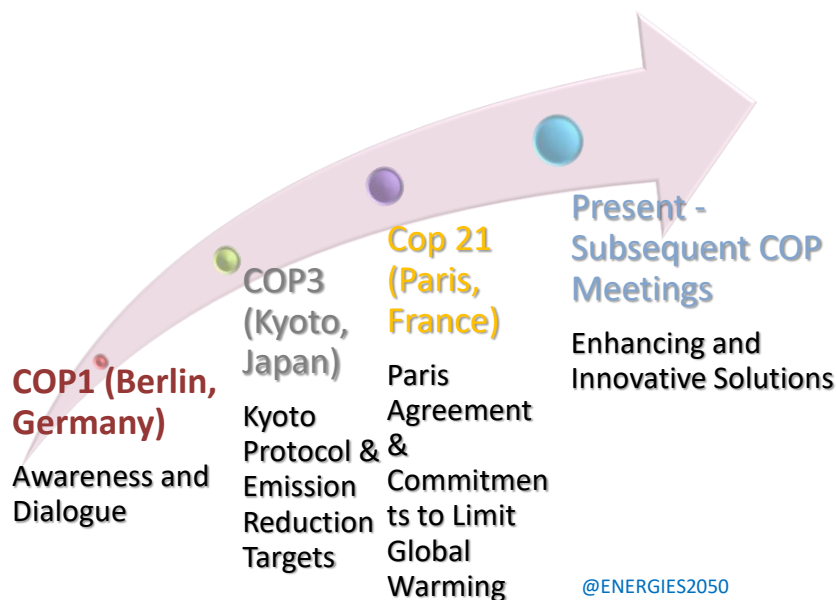 COP1 (Berlin,
Germany)
Awareness and
Dialogue
COP3
(Kyoto,
Japan)
Kyoto
Protocol &
Emission
Reduction
Targets
Cop 21
(Paris,
France)
Paris
Agreement
&
Commitmen
ts to Limit
Global
Warming
Present -
Subsequent COP
Meetings
Enhancing and
Innovative Solutions
@ENERGIES2050